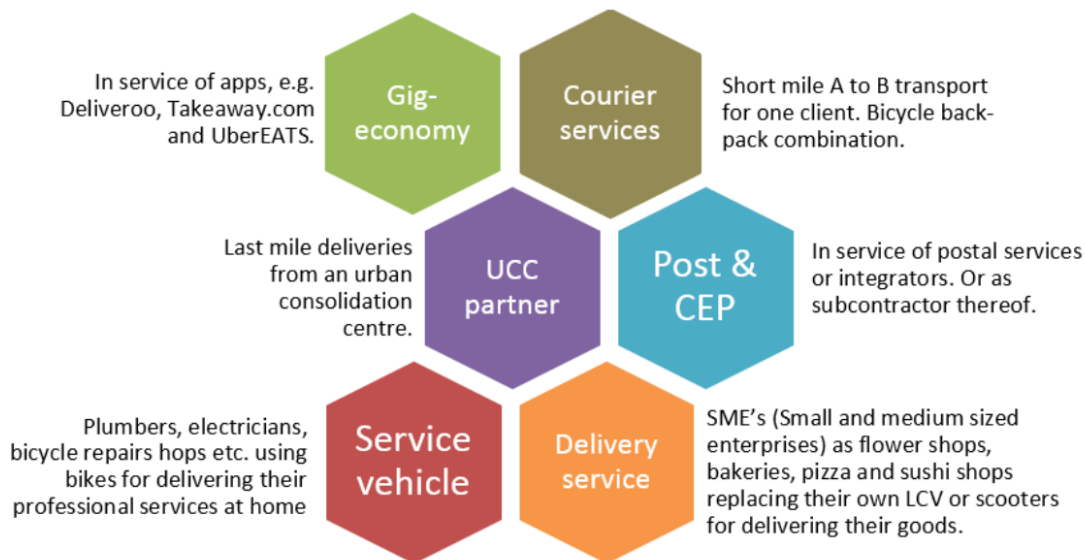 In service of apps, e.g.
Deliveroo, Takeaway.com
and UberEATS.
Gig-
economy
Courier
services
Short mile A to B transport
for one client. Bicycle back-
pack combination.
Last mile deliveries
from an urban
consolidation
centre.
UCC
partner
Post &
CEP
In service of postal services
or integrators. Or as
subcontractor thereof.
Plumbers, electricians,
bicycle repairs hops etc. using
bikes for delivering their
professional services at home
Service
vehicle
Delivery
service
SME's (Small and medium sized
enterprises) as flower shops,
bakeries, pizza and sushi shops
replacing their own LCV or scooters
for delivering their goods.